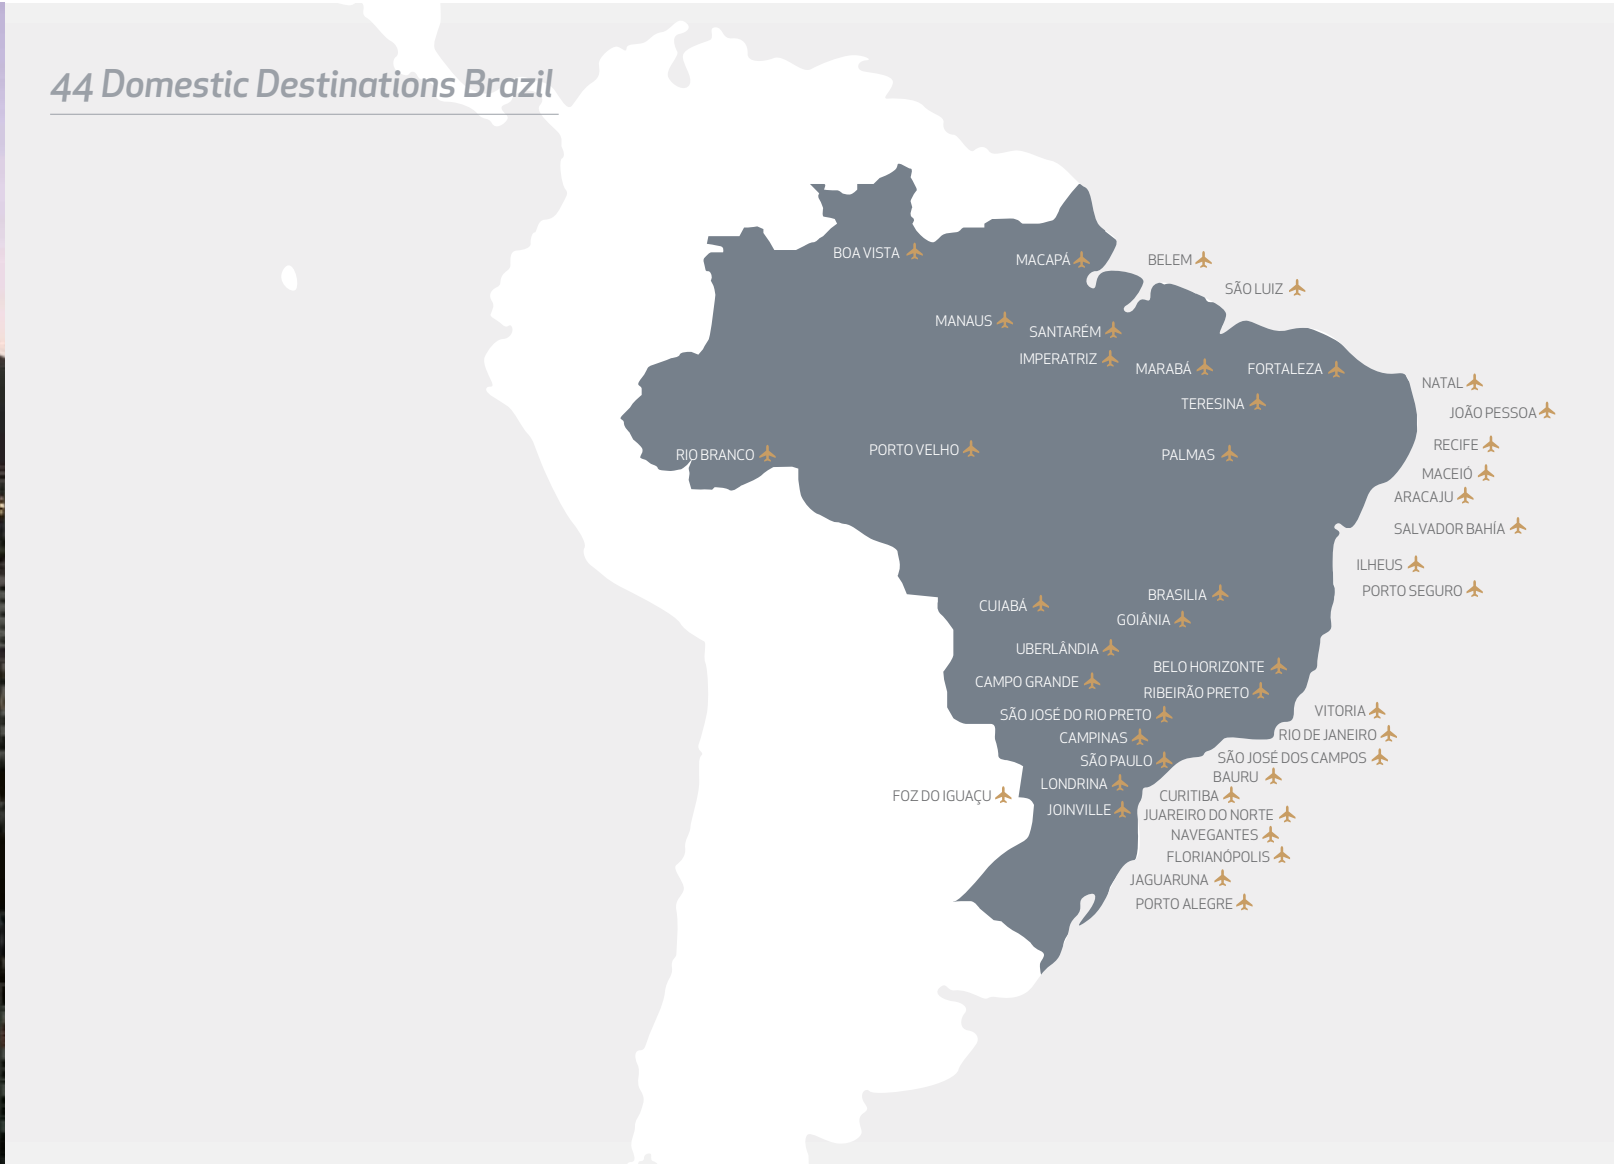 44 Domestic Destinations Brazil
BOA VISTA
MACAPÁ
BELEM
SÃO LUIZ
MANAUS
SANTARÉM
IMPERATRIZ
MARABÁ
FORTALEZA
NATAL
TERESINA
JOÃO PESSOA
RECIFE
RIO BRANCO
PORTO VELHO
PALMAS
MACEIÓ
ARACAJU
SALVADOR BAHÍA
ILHEUS
PORTO SEGURO
CUIABÁ
BRASILIA
GOIÂNIA
UBERLÂNDIA
BELO HORIZONTE
CAMPO GRANDE
RIBEIRÃO PRETO
SÃO JOSÉ DO RIO PRETO
VITORIA
CAMPINAS
RIO DE JANEIRO
SÃO PAULO
SÃO JOSÉ DOS CAMPOS
BAURU
LONDRINA
FOZ DO IGUAÇU
CURITIBA
JOINVILLE
JUAREIRO DO NORTE
NAVEGANTES
FLORIANÓPOLIS
JAGUARUNA
PORTO ALEGRE